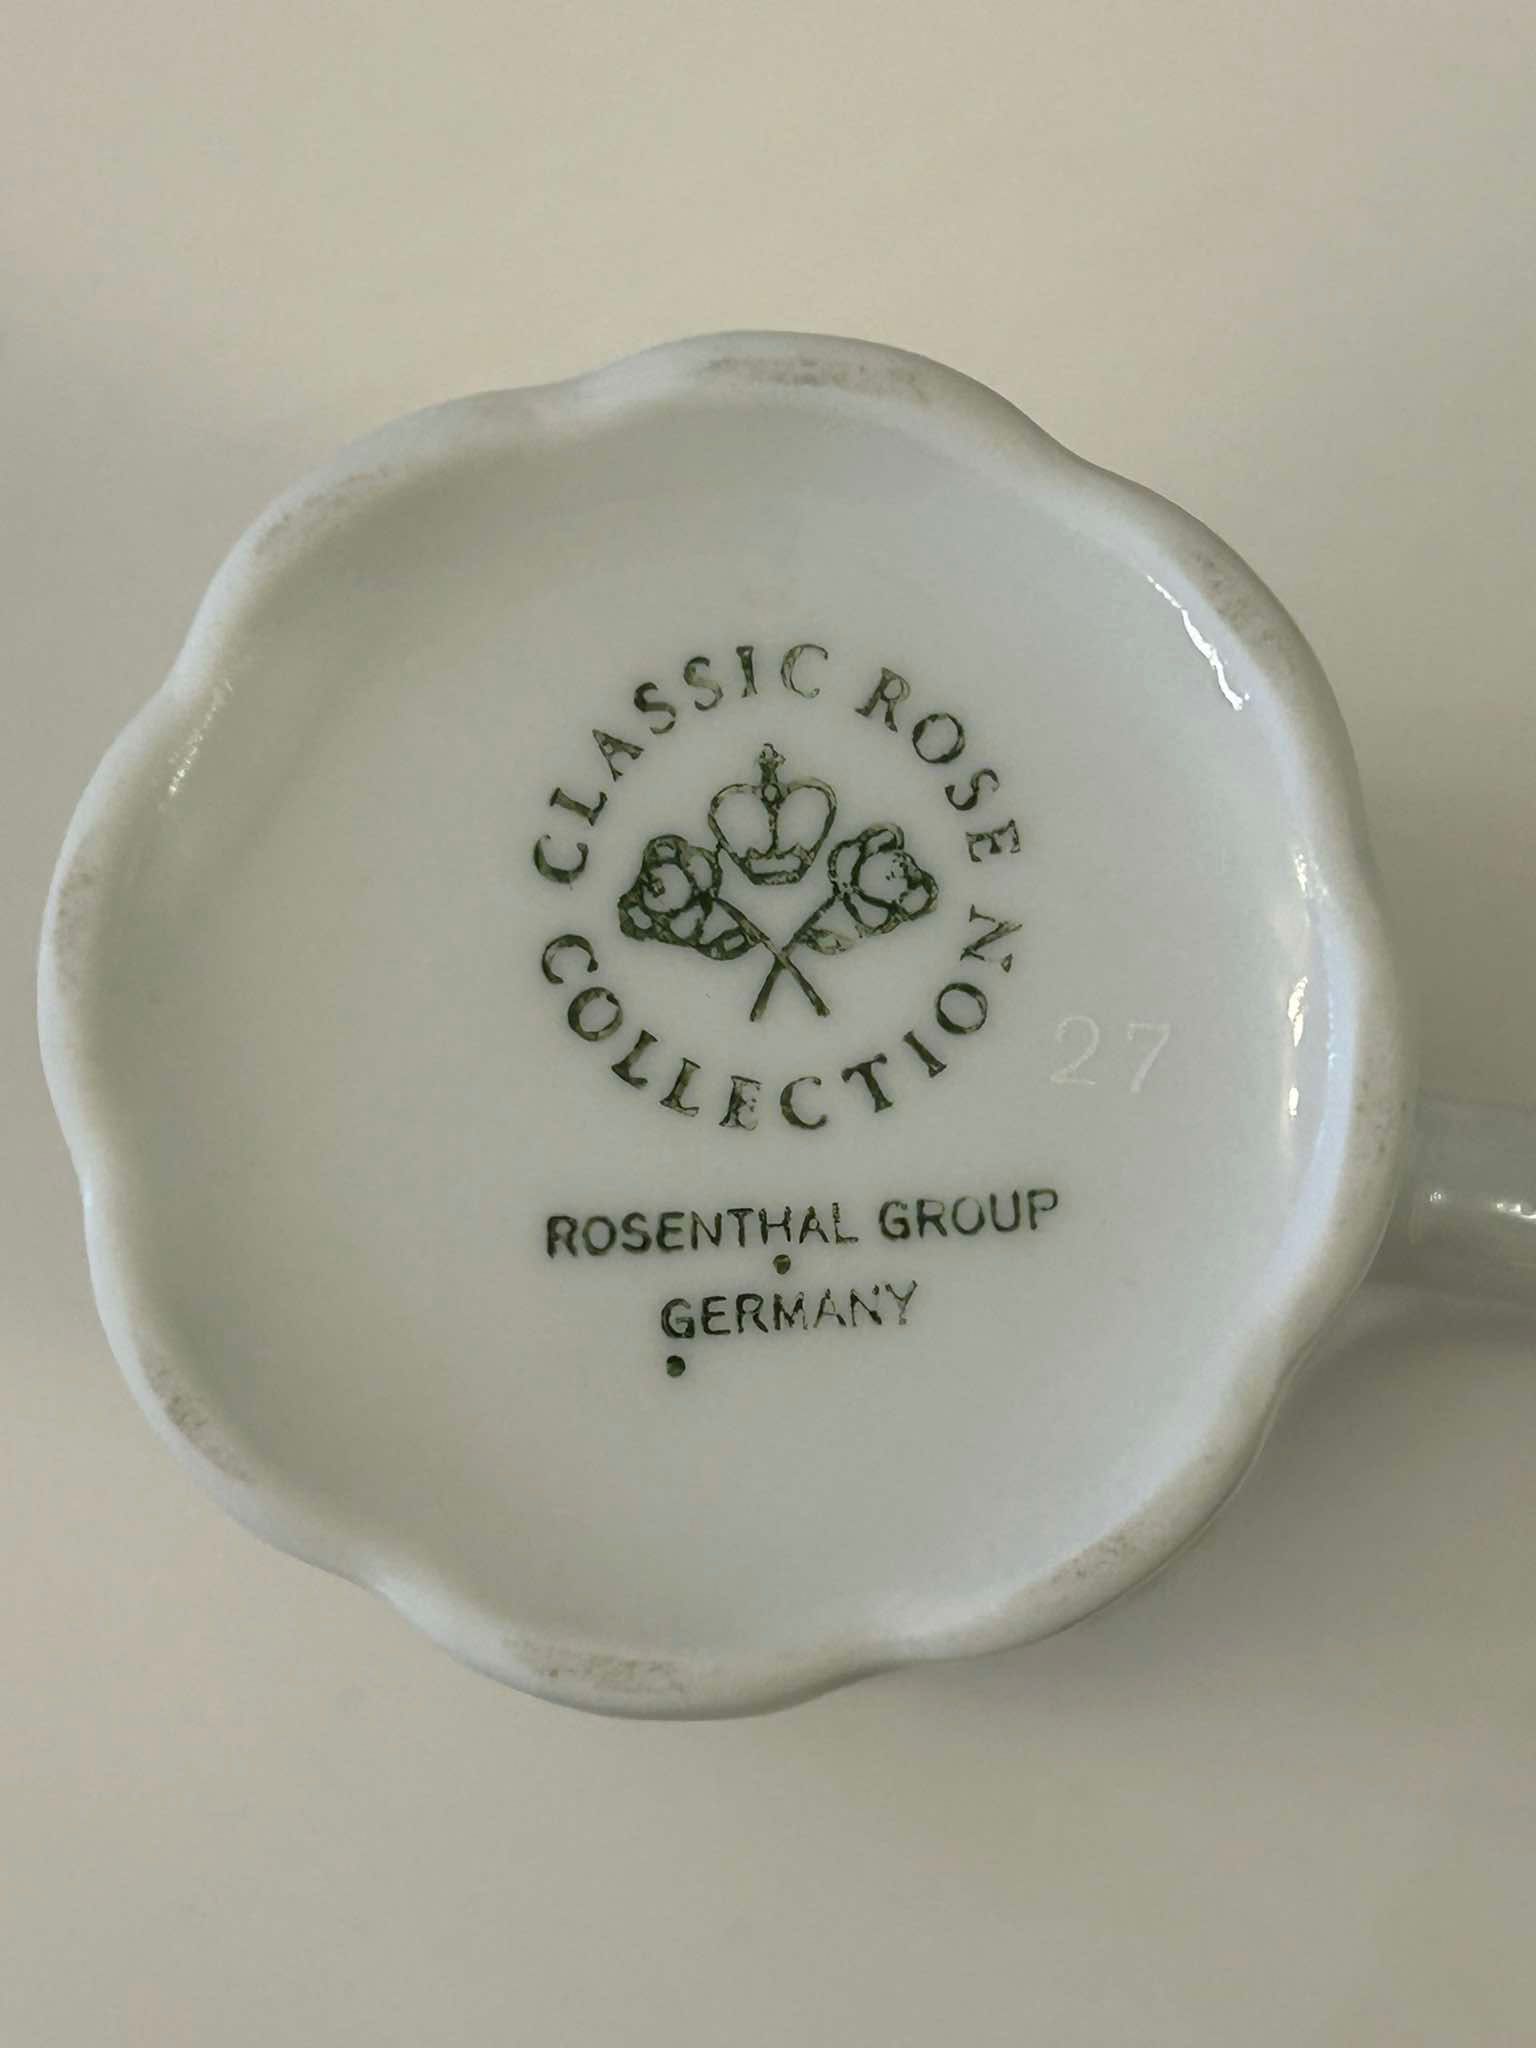 CLASSIC ROSE
COLLECTION
27
ROSENTHAL GROUP
GERMANY